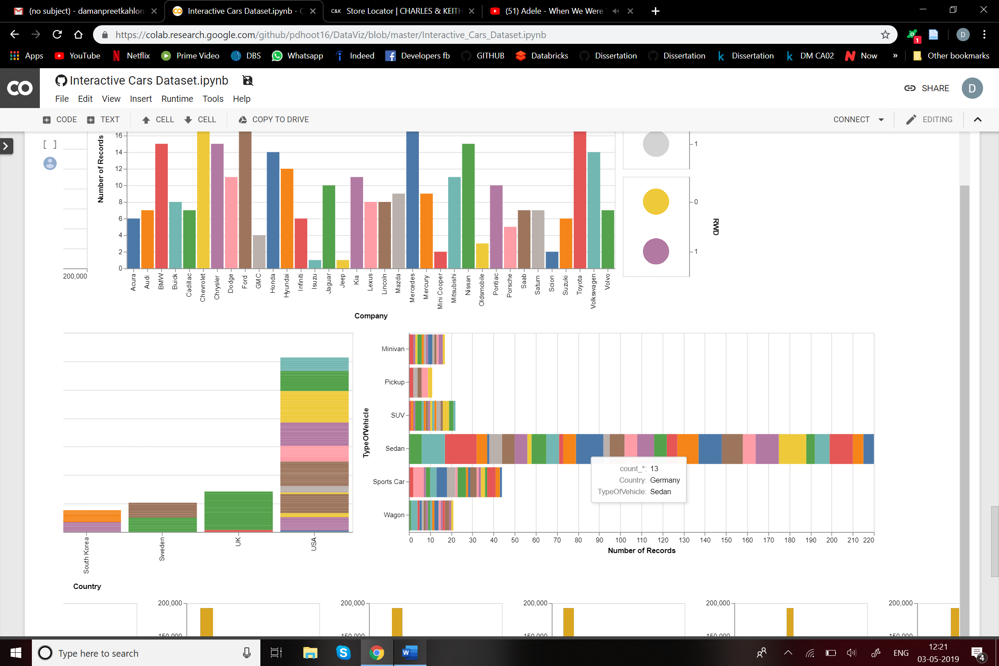 (no subject) - damanpreetkahlon
Interactive Cars Dataset.ipynb - C
C&K Store Locator | CHARLES & KEITH
(51) Adele - When We Were
https://colab.research.google.com/github/pdhoot16/DataViz/blob/master/Interactive_Cars_Dataset.ipynb
1
D
Apps YouTube Netflix Prime Video DBS Whatsapp Indeed Developers fb GITHUB Databricks Dissertation Dissertation Dissertation DM CA02 Now » Other bookmarks
CO
Interactive Cars Dataset.ipynb
SHARE
D
File Edit View Insert Runtime Tools Help
CODE TEXT CELL CELL COPY TO DRIVE
CONNECT EDITING
[ ]
200,000
Number of Records
16
14
12
10
8
6
4
2
0
Acura
Audi
BMW
Buick
Cadillac
Chevrolet
Chrysler
Dodge
Ford
GMC
Honda
Hyundai
Infiniti
Isuzu
Jaguar
Jeep
Kia
Lexus
Lincoln
Mazda
Mercedes
Mercury
Mini Cooper
Mitsubishi
Nissan
Oldsmobile
Pontiac
Porsche
Saab
Saturn
Scion
Suzuki
Toyota
Volkswagen
Volvo
Company
1
0
1
RWD
South Korea
Sweden
UK
USA
Country
TypeOfVehicle
Minivan
Pickup
SUV
Sedan
Sports Car
Wagon
count_*: 13
Country: Germany
TypeOfVehicle: Sedan
0 10 20 30 40 50 60 70 80 90 100 110 120 130 140 150 160 170 180 190 200 210 220
Number of Records
200,000 200,000 200,000 200,000 200,000
150,000 150,000 150,000 150,000 150,000
Type here to search
ENG
12:21
03-05-2019
4